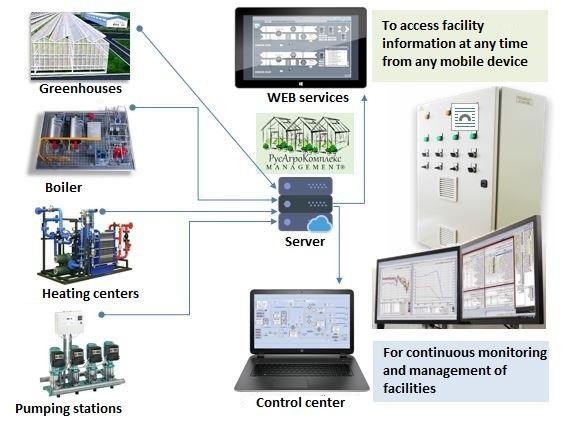 Greenhouses
WEB services
To access facility
information at any time
from any mobile device
Boiler
РусАгроКомплекс
MANAGEMENT®
Server
Heating centers
Pumping stations
Control center
For continuous monitoring
and management of
facilities